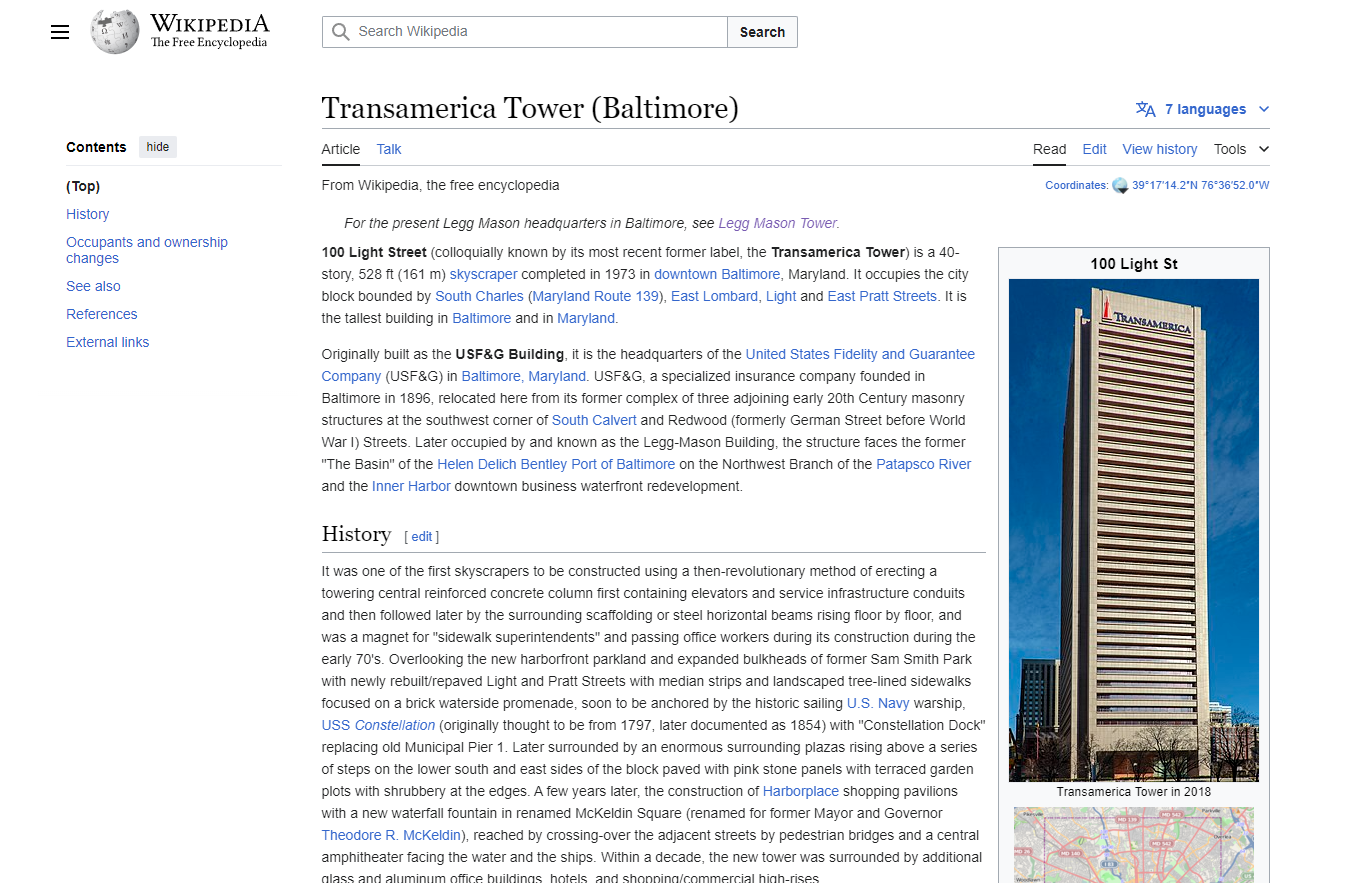 WIKIPEDIA
The Free Encyclopedia
Search Wikipedia
Search
Transamerica Tower (Baltimore)
7 languages
Contents
hide
(Top)
History
Occupants and ownership
changes
See also
References
External links
Article Talk
Read Edit View history Tools
From Wikipedia, the free encyclopedia
Coordinates: 39°17′14.2″N 76°36′52.0″W
For the present Legg Mason headquarters in Baltimore, see Legg Mason Tower.
100 Light Street (colloquially known by its most recent former label, the Transamerica Tower) is a 40-
story, 528 ft (161 m) skyscraper completed in 1973 in downtown Baltimore, Maryland. It occupies the city
block bounded by South Charles (Maryland Route 139), East Lombard, Light and East Pratt Streets. It is
the tallest building in Baltimore and in Maryland.
Originally built as the USF&G Building, it is the headquarters of the United States Fidelity and Guarantee
Company (USF&G) in Baltimore, Maryland. USF&G, a specialized insurance company founded in
Baltimore in 1896, relocated here from its former complex of three adjoining early 20th Century masonry
structures at the southwest corner of South Calvert and Redwood (formerly German Street before World
War I) Streets. Later occupied by and known as the Legg-Mason Building, the structure faces the former
"The Basin" of the Helen Delich Bentley Port of Baltimore on the Northwest Branch of the Patapsco River
and the Inner Harbor downtown business waterfront redevelopment.
History [ edit ]
It was one of the first skyscrapers to be constructed using a then-revolutionary method of erecting a
towering central reinforced concrete column first containing elevators and service infrastructure conduits
and then followed later by the surrounding scaffolding or steel horizontal beams rising floor by floor, and
was a magnet for "sidewalk superintendents" and passing office workers during its construction during the
early 70's. Overlooking the new harborfront parkland and expanded bulkheads of former Sam Smith Park
with newly rebuilt/repaved Light and Pratt Streets with median strips and landscaped tree-lined sidewalks
focused on a brick waterside promenade, soon to be anchored by the historic sailing U.S. Navy warship,
USS Constellation (originally thought to be from 1797, later documented as 1854) with "Constellation Dock"
replacing old Municipal Pier 1. Later surrounded by an enormous surrounding plazas rising above a series
of steps on the lower south and east sides of the block paved with pink stone panels with terraced garden
plots with shrubbery at the edges. A few years later, the construction of Harborplace shopping pavilions
with a new waterfall fountain in renamed McKeldin Square (renamed for former Mayor and Governor
Theodore R. McKeldin), reached by crossing-over the adjacent streets by pedestrian bridges and a central
amphitheater facing the water and the ships. Within a decade, the new tower was surrounded by additional
glass and aluminum office buildings, hotels, and shopping/commercial high-rises
100 Light St
TRANSAMERICA
Transamerica Tower in 2018
MD 139
MD 542
MD 26
MD 140
MD 542
I 83